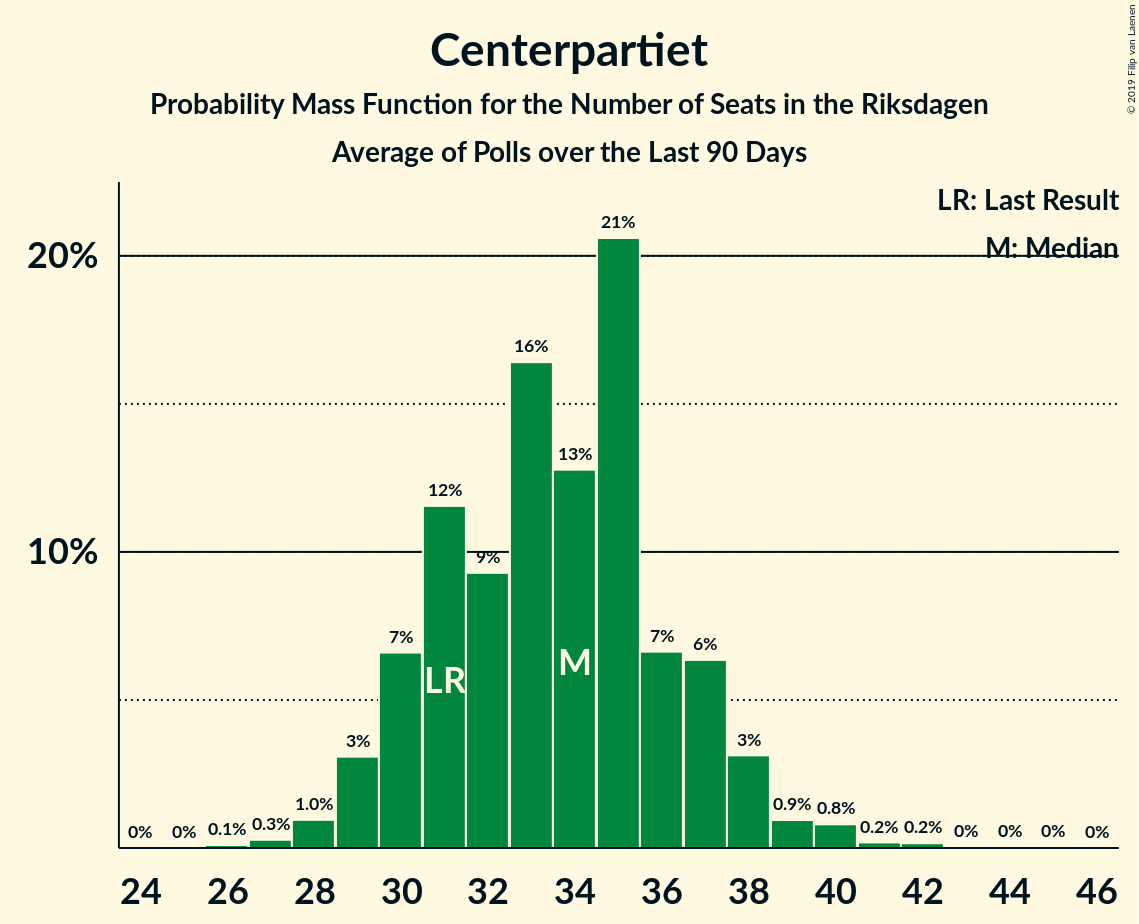 Centerpartiet
Probability Mass Function for the Number of Seats in the Riksdagen
Average of Polls over the Last 90 Days
© 2019 Filip van Laenen
LR: Last Result
M: Median
20%
10%
0%
0%
0.1%
0.3%
1.0%
3%
7%
12%
9%
16%
13%
21%
7%
6%
3%
0.9%
0.8%
0.2%
0.2%
0%
0%
0%
0%
LR
M
24 26 28 30 32 34 36 38 40 42 44 46